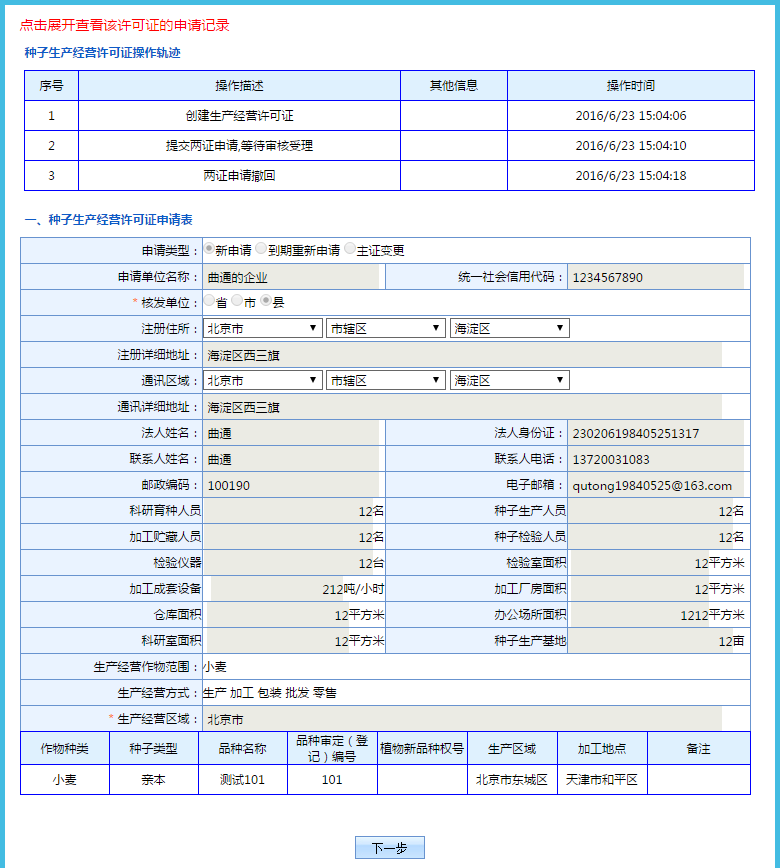 点击展开查看该许可证的申请记录
种子生产经营许可证操作轨迹
序号 操作描述 其他信息 操作时间
1 创建生产经营许可证 2016/6/23 15:04:06
2 提交两证申请,等待审核受理 2016/6/23 15:04:10
3 两证申请撤回 2016/6/23 15:04:18
一、种子生产经营许可证申请表
申请类型： 新申请 到期重新申请 主证变更
申请单位名称： 曲通的企业 统一社会信用代码： 1234567890
* 核发单位： 省 市 县
注册住所： 北京市 市辖区 海淀区
注册详细地址： 海淀区西三旗
通讯区域： 北京市 市辖区 海淀区
通讯详细地址： 海淀区西三旗
法人姓名： 曲通 法人身份证： 230206198405251317
联系人姓名： 曲通 联系人电话： 13720031083
邮政编码： 100190 电子邮箱： qutong19840525@163.com
科研育种人员 12名 种子生产人员 12名
加工贮藏人员 12名 种子检验人员 12名
检验仪器 12台 检验室面积 12平方米
加工成套设备 212吨/小时 加工厂房面积 12平方米
仓库面积 12平方米 办公场所面积 1212平方米
科研室面积 12平方米 种子生产基地 12亩
生产经营作物范围： 小麦
生产经营方式： 生产 加工 包装 批发 零售
* 生产经营区域： 北京市
作物种类 种子类型 品种名称 品种审定（登记）编号 植物新品种权号 生产区域 加工地点 备注
小麦 亲本 测试101 101 北京市东城区 天津市和平区
下一步